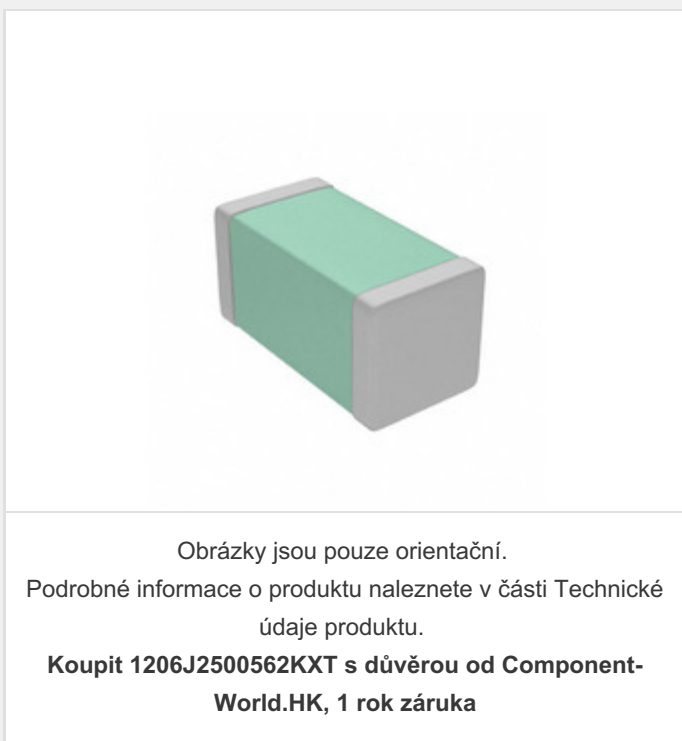 Obrázky jsou pouze orientační.
Podrobné informace o produktu naleznete v části Technické
údaje produktu.
Koupit 1206J2500562KXT s důvěrou od Component-
World.HK, 1 rok záruka